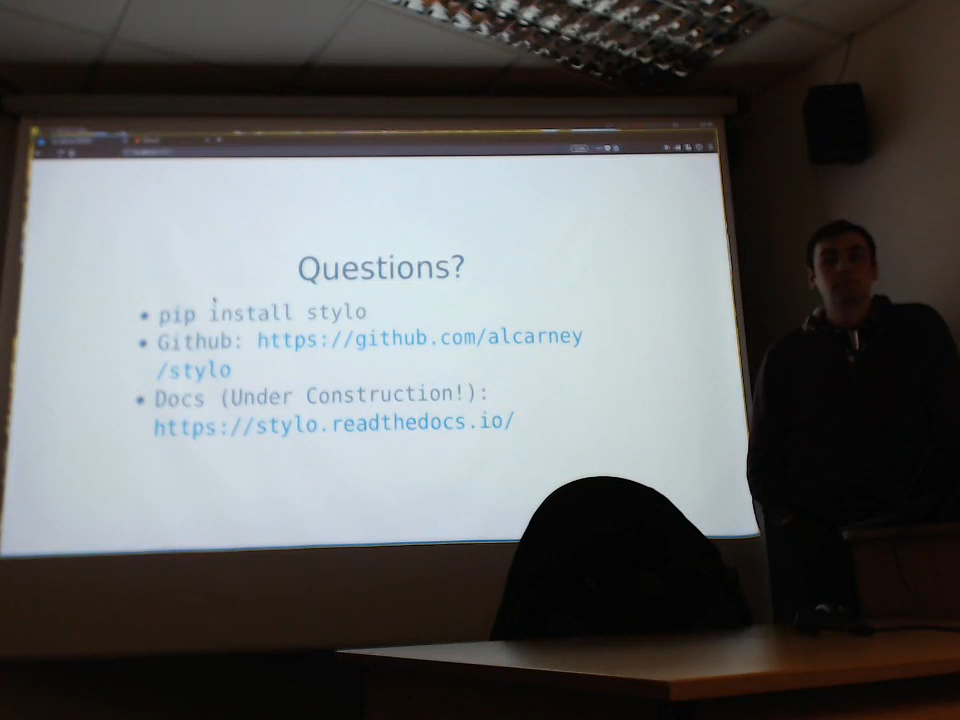 Questions?
• pip install stylo
• Github: https://github.com/alcarney
/stylo
• Docs (Under Construction!):
https://stylo.readthedocs.io/